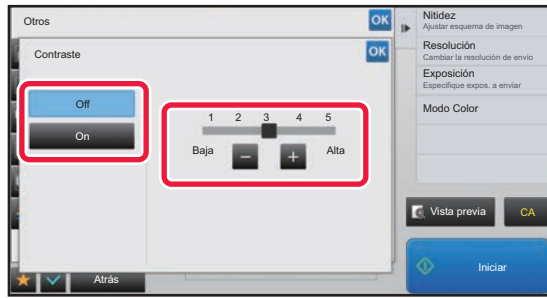 Otros
OK
Contraste
OK
Off
On
1 2 3 4 5
Baja
Alta
Atrás
Nitidez
Ajustar esquema de imagen
Resolución
Cambiar la resolución de envío
Exposición
Especifique expos. a enviar
Modo Color
Vista previa
CA
Iniciar